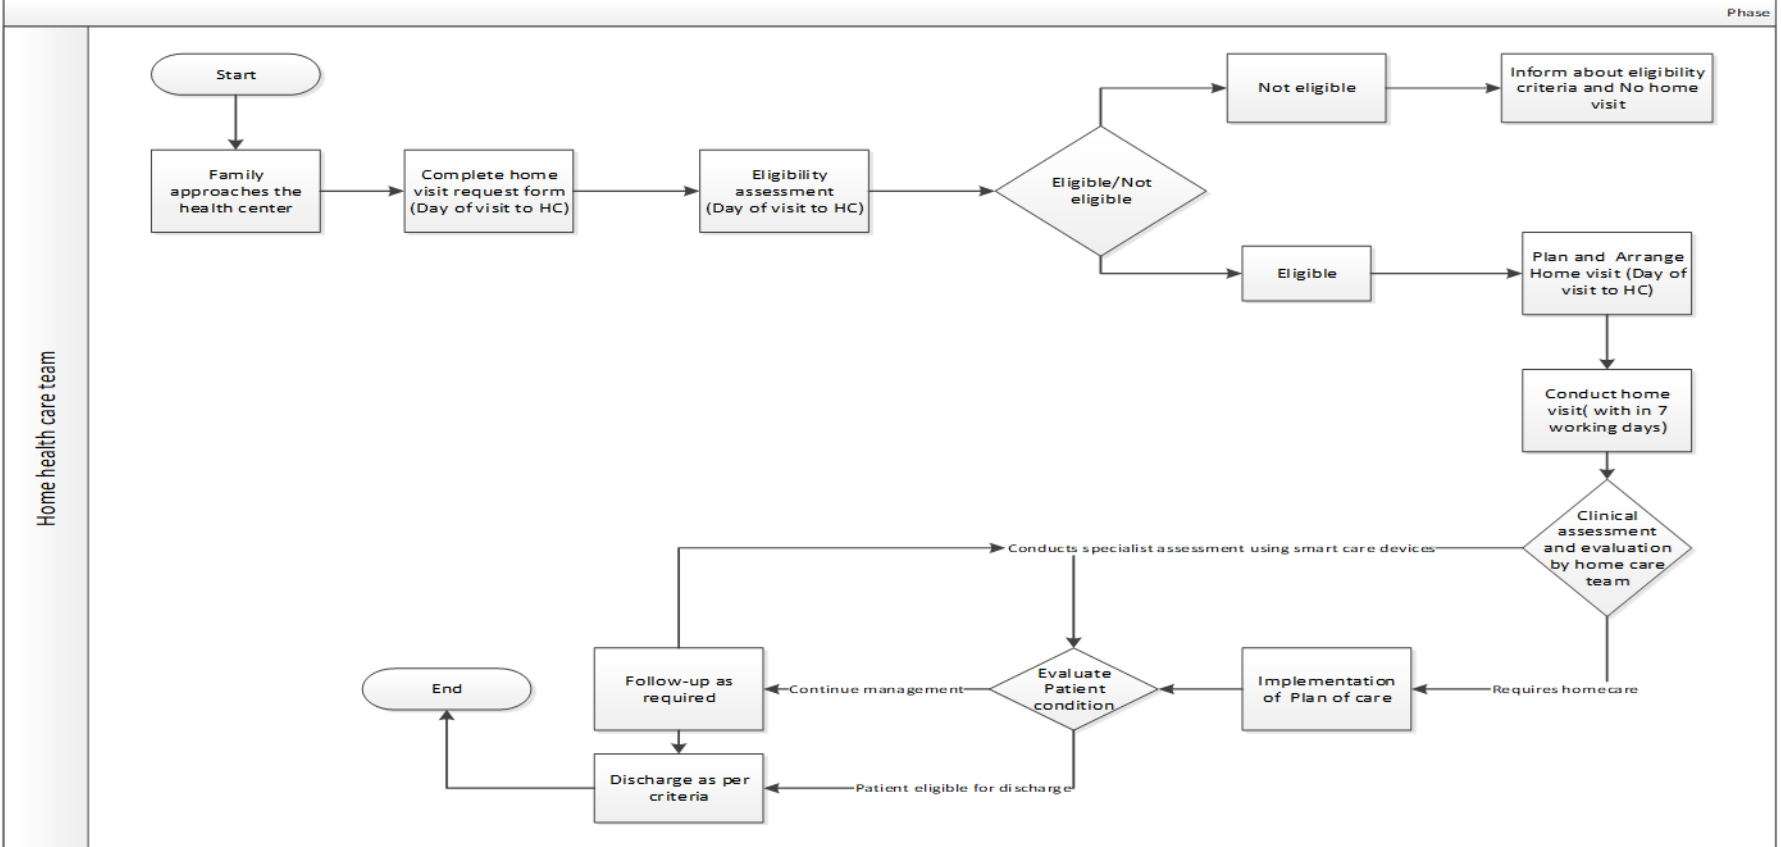 Phase
Home health care team
Start
Family
approaches the
health center
Complete home
visit request form
(Day of visit to HC)
Eligibility
assessment
(Day of visit to HC)
Eligible/Not
eligible
Not eligible
Inform about eligibility
criteria and No home
visit
Eligible
Plan and Arrange
Home visit (Day of
visit to HC)
Conduct home
visit( with in 7
working days)
Clinical
assessment
and evaluation
by home care
team
Conducts specialist assessment using smart care devices
Requires homecare
Implementation
of Plan of care
Evaluate
Patient
condition
Continue management
Follow-up as
required
Patient eligible for discharge
Discharge as per
criteria
End